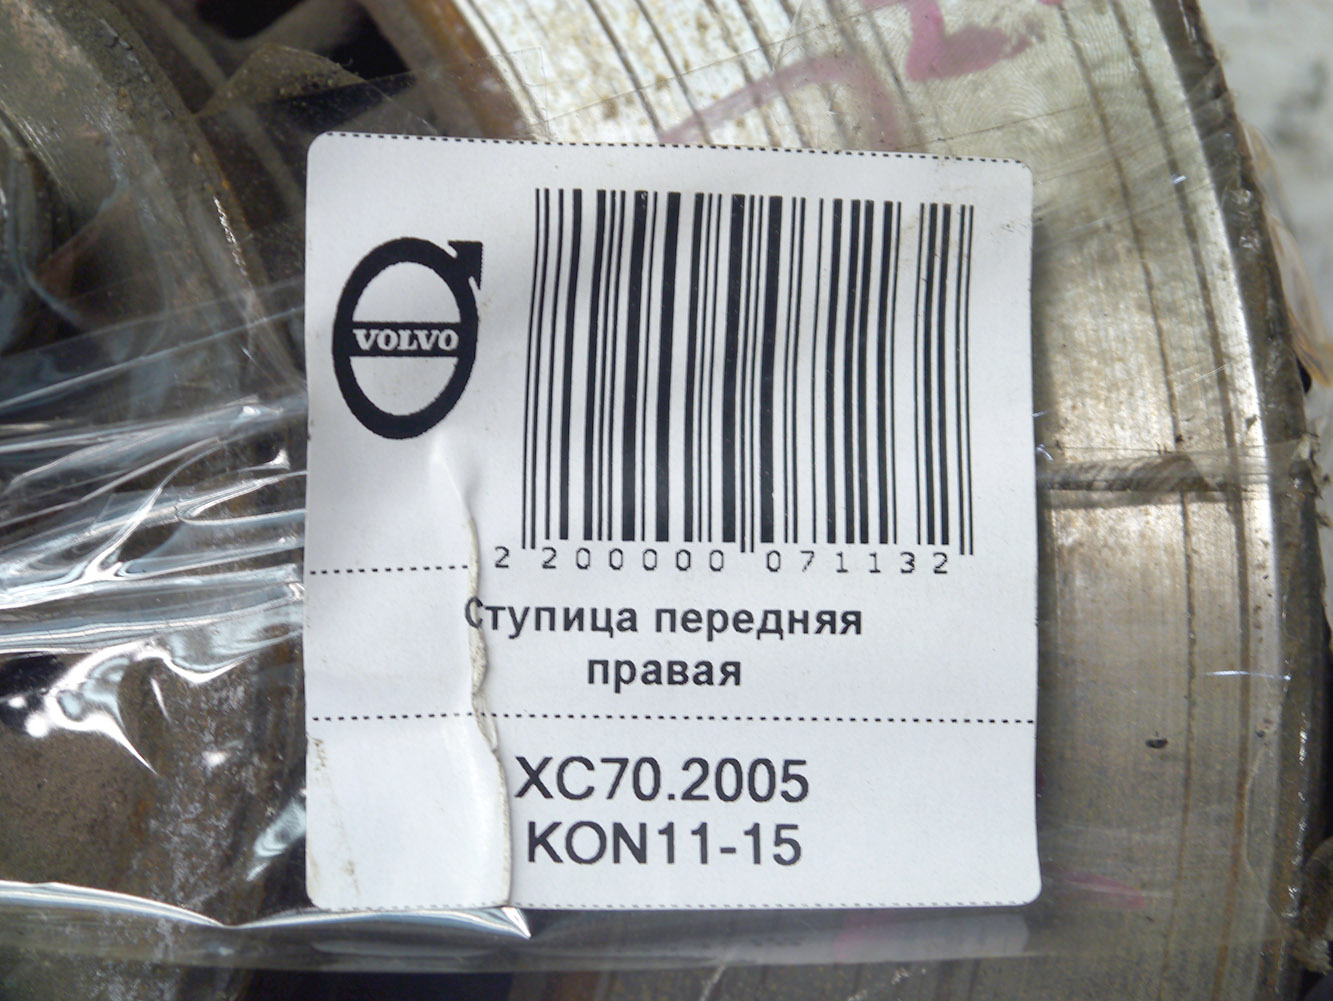 VOLVO
2 200000 071132
Ступица передняя
правая
XC70.2005
KON11-15